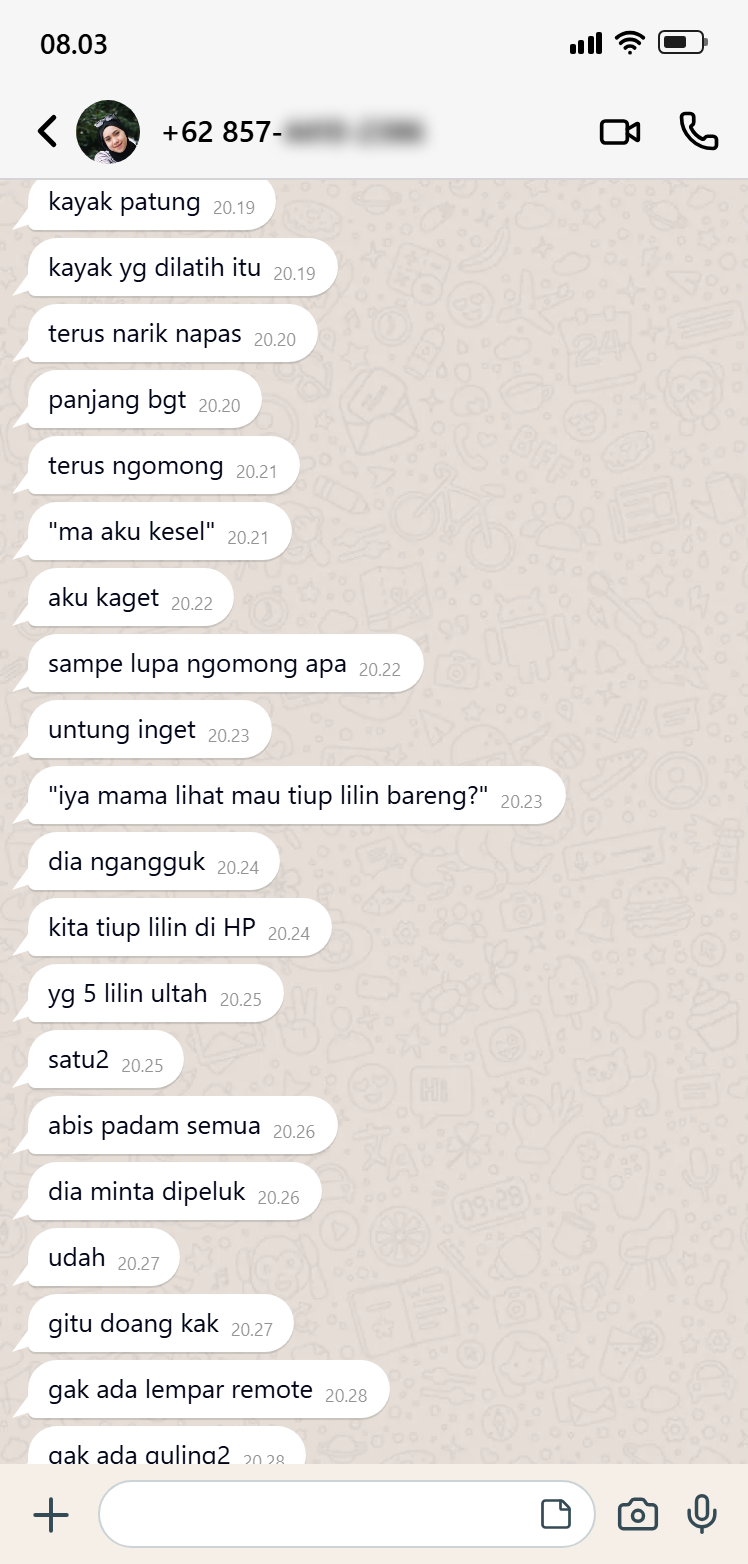 08.03
+62 857-
kayak patung 20.19
kayak yg dilatih itu 20.19
terus narik napas 20.20
panjang bgt 20.20
terus ngomong 20.21
"ma aku kesel" 20.21
aku kaget 20.22
sampe lupa ngomong apa 20.22
untung inget 20.23
"iya mama lihat mau tiup lilin bareng?" 20.23
dia ngangguk 20.24
kita tiup lilin di HP 20.24
yg 5 lilin ultah 20.25
satu2 20.25
abis padam semua 20.26
dia minta dipeluk 20.26
udah 20.27
gitu doang kak 20.27
gak ada lempar remote 20.28
gak ada guling2 20.28